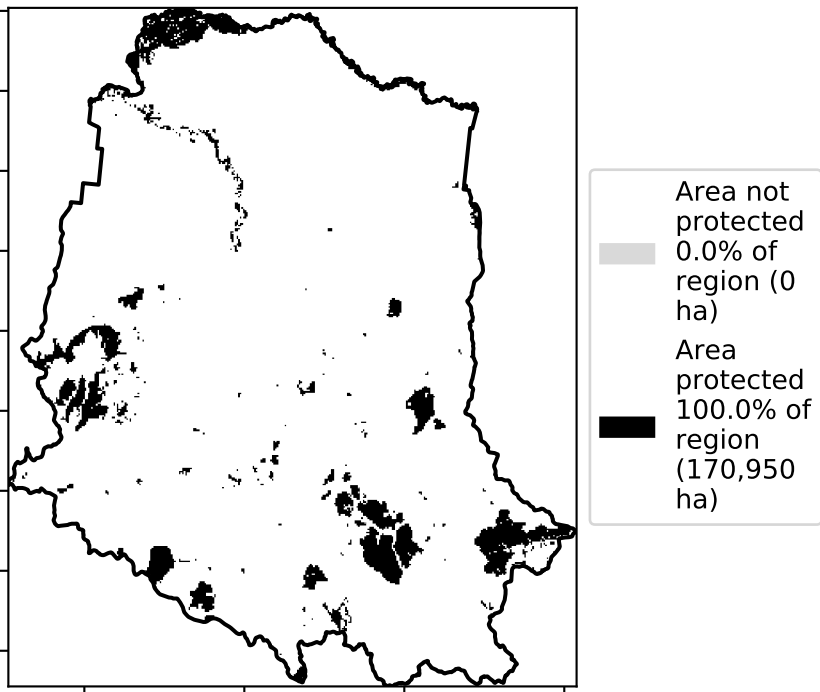 Area not
protected
0.0% of
region (0
ha)
Area
protected
100.0% of
region
(170,950
ha)